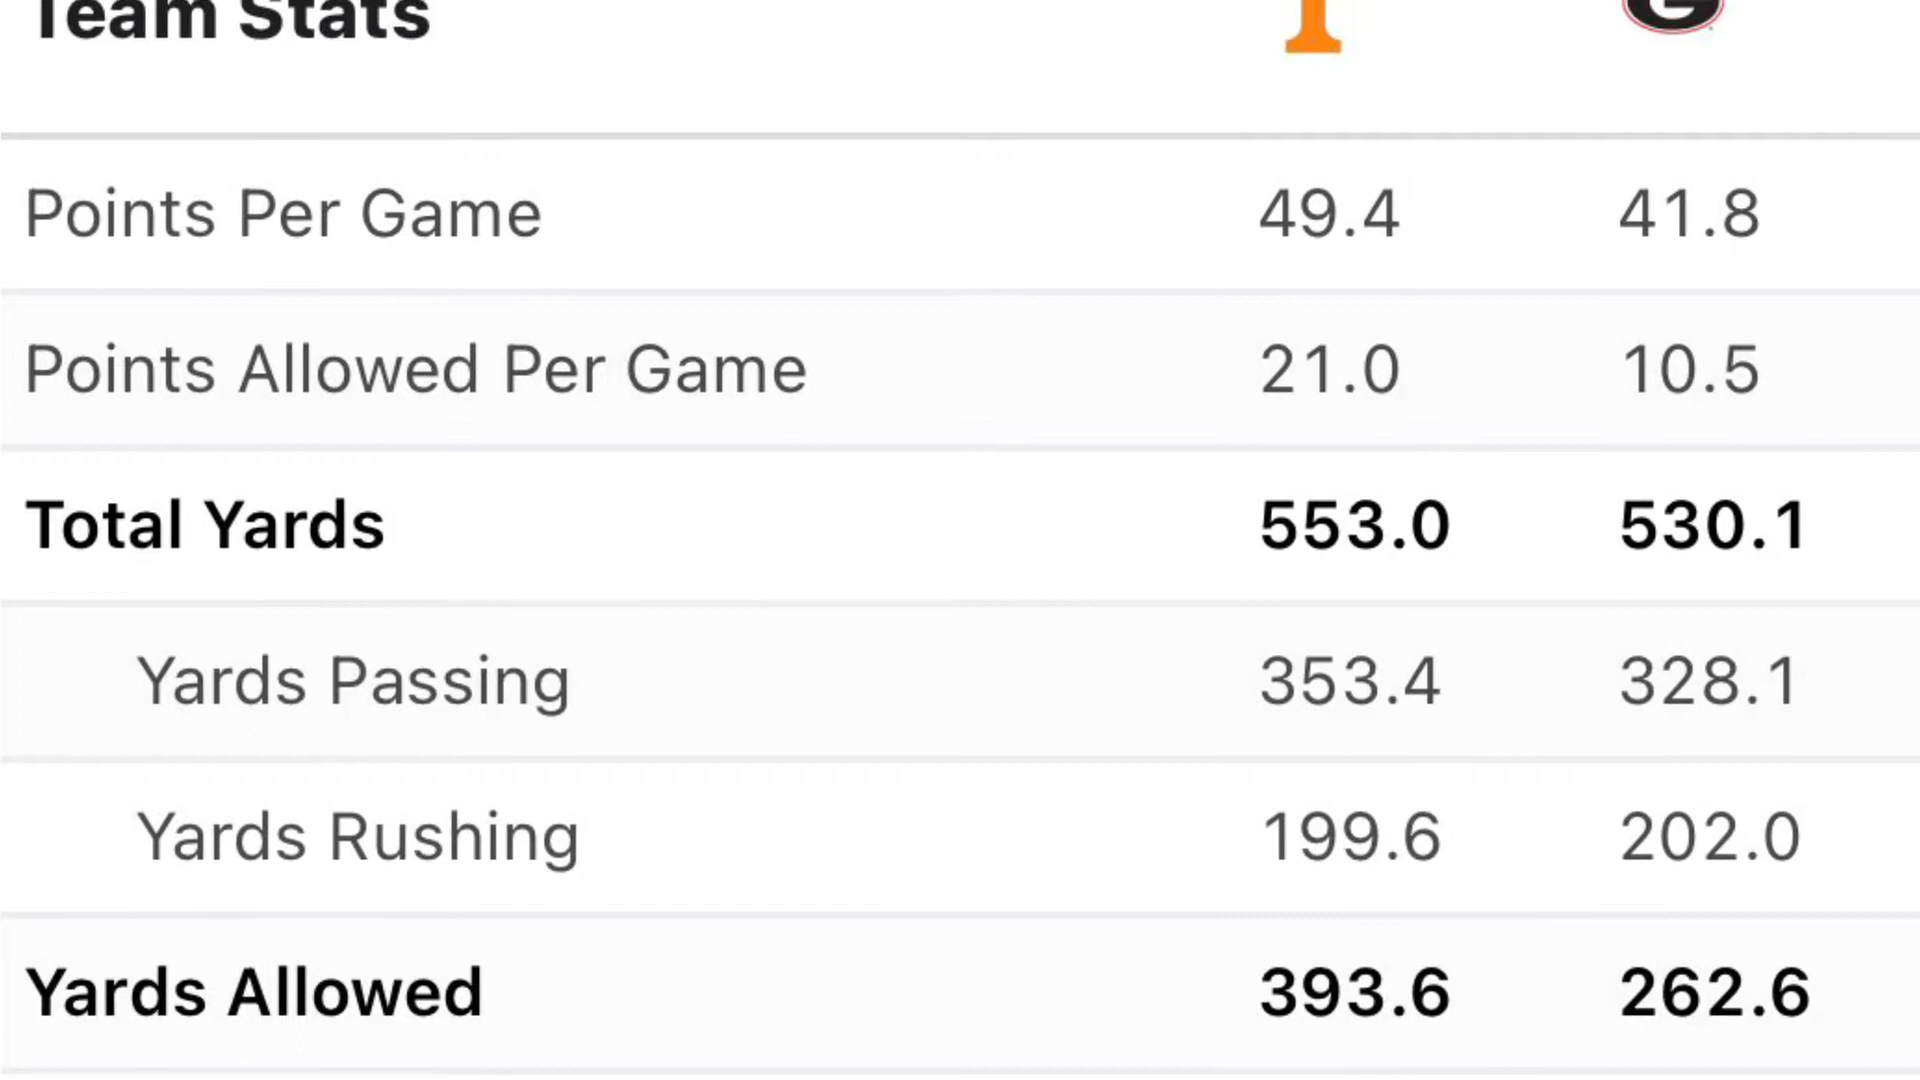 Team Stats
Points Per Game 49.4 41.8
Points Allowed Per Game 21.0 10.5
Total Yards 553.0 530.1
Yards Passing 353.4 328.1
Yards Rushing 199.6 202.0
Yards Allowed 393.6 262.6